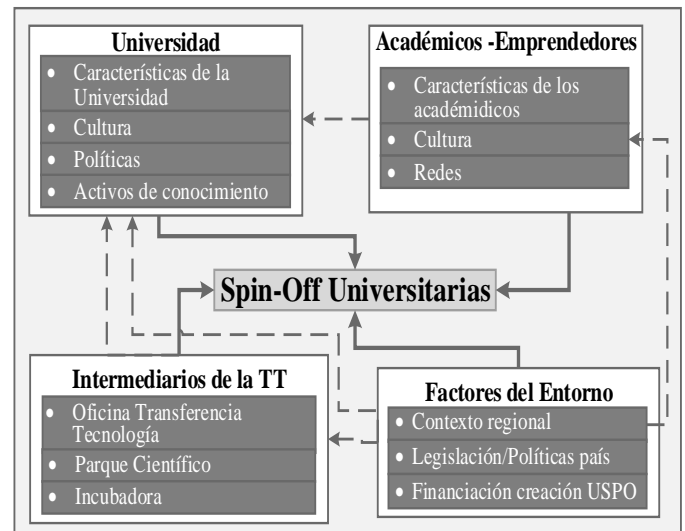 Universidad
• Características de la
Universidad
• Cultura
• Políticas
• Activos de conocimiento
Académicos -Emprendedores
• Características de los
académidicos
• Cultura
• Redes
Spin-Off Universitarias
Intermediarios de la TT
• Oficina Transferencia
Tecnología
• Parque Científico
• Incubadora
Factores del Entorno
• Contexto regional
• Legislación/Políticas país
• Financiación creación USPO